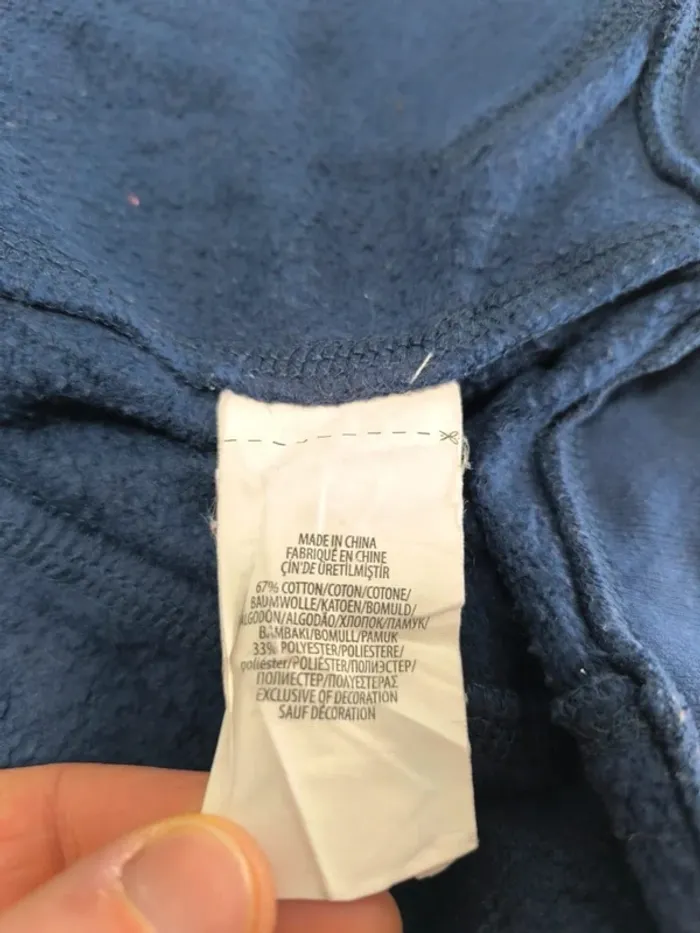 MADE IN CHINA
FABRIQUÉ EN CHINE
ÇİN'DE ÜRETİLMİŞTİR
67% COTTON/COTON/COTONE/
BAUMWOLLE/KATOEN/BOMULD/
ALGODÓN/ALGODÃO/ХЛОПОК/ПАМУК/
BAMBAKI/BOMULL/PAMUK
33% POLYESTER/POLIESTERE/
poliéster/POLIÉSTER/ПОЛИЭСТЕР/
ПОЛИЕСТЕР/ΠΟΛΥΕΣΤΕΡΑΣ
EXCLUSIVE OF DECORATION
SAUF DÉCORATION